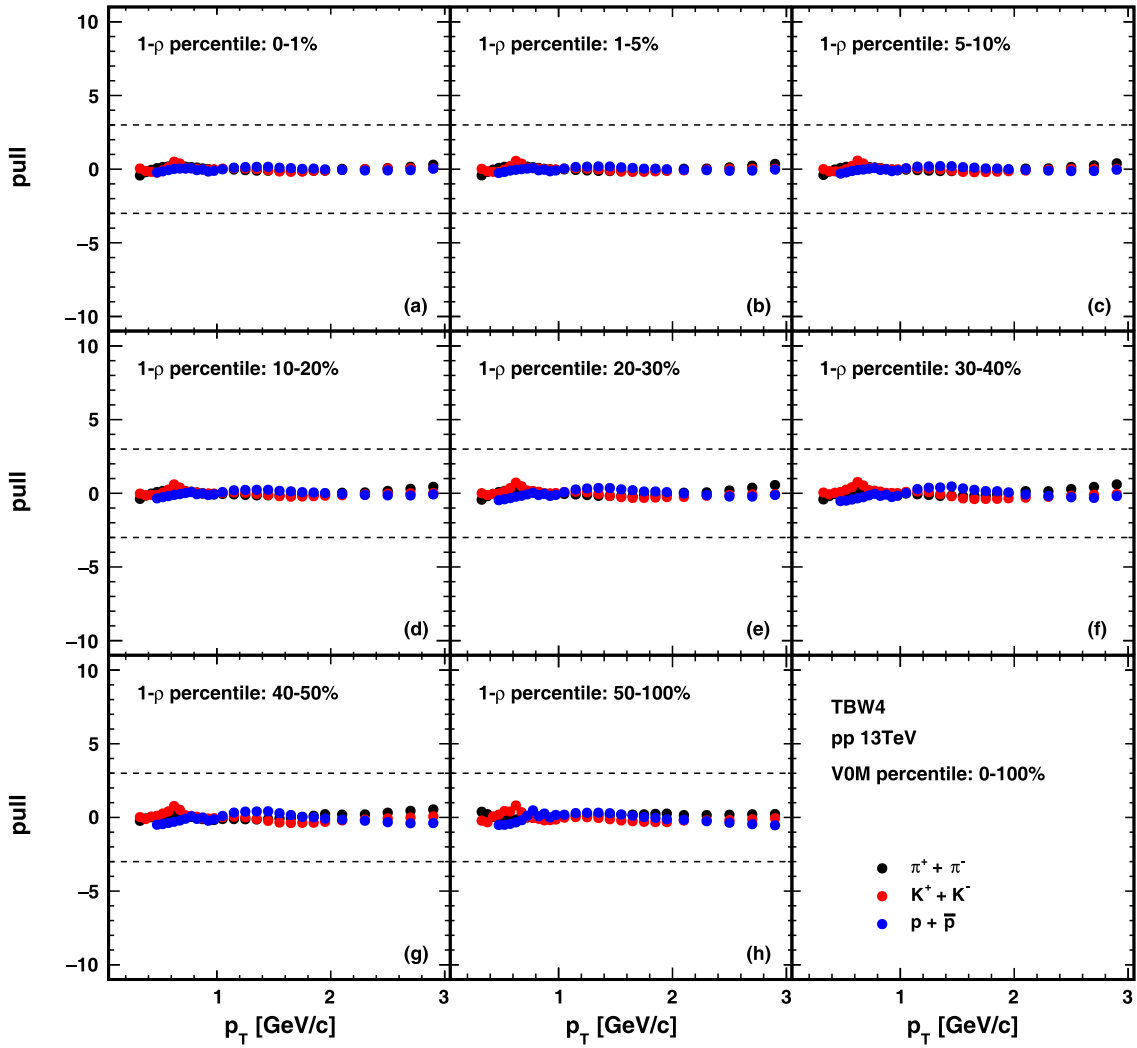 1-ρ percentile: 0-1%
1-ρ percentile: 1-5%
1-ρ percentile: 5-10%
10
5
0
−5
−10
pull
(a)
(b)
(c)
1-ρ percentile: 10-20%
1-ρ percentile: 20-30%
1-ρ percentile: 30-40%
10
5
0
−5
−10
pull
(d)
(e)
(f)
1-ρ percentile: 40-50%
1-ρ percentile: 50-100%
10
5
0
−5
−10
pull
(g)
(h)
TBW4
pp 13TeV
V0M percentile: 0-100%
π⁺ + π⁻
K⁺ + K⁻
p + p̅
1 2 3
1 2 3
1 2 3
p_T [GeV/c]
p_T [GeV/c]
p_T [GeV/c]